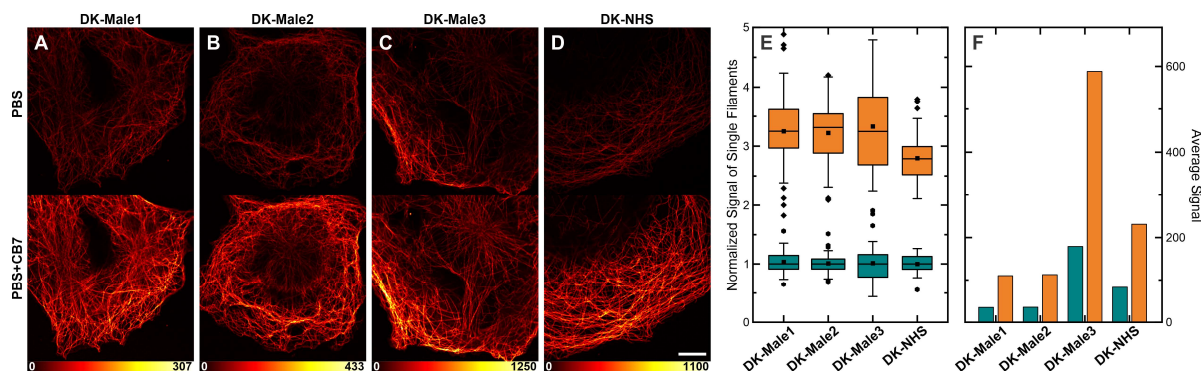 DK-Male1
DK-Male2
DK-Male3
DK-NHS
A
B
C
D
PBS
PBS+CB7
0 307
0 433
0 1250
0 1100
E
Normalized Signal of Single Filaments
5
4
3
2
1
0
DK-Male1
DK-Male2
DK-Male3
DK-NHS
F
600
400
200
0
Average Signal
DK-Male1
DK-Male2
DK-Male3
DK-NHS